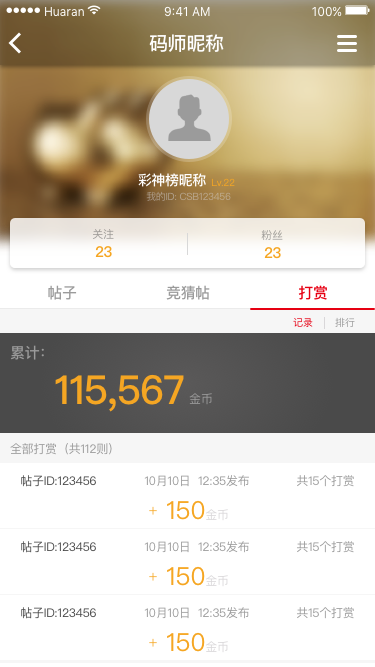 ●●●●● Huaran 9:41 AM 100%
码师昵称
彩神榜昵称 Lv.22
我的ID: CSB123456
关注 粉丝
23 23
帖子 竞猜帖 打赏
记录 | 排行
累计：
115,567 金币
全部打赏（共112则）
帖子ID:123456 10月10日 12:35发布 共15个打赏
+ 150金币
帖子ID:123456 10月10日 12:35发布 共15个打赏
+ 150金币
帖子ID:123456 10月10日 12:35发布 共15个打赏
+ 150金币